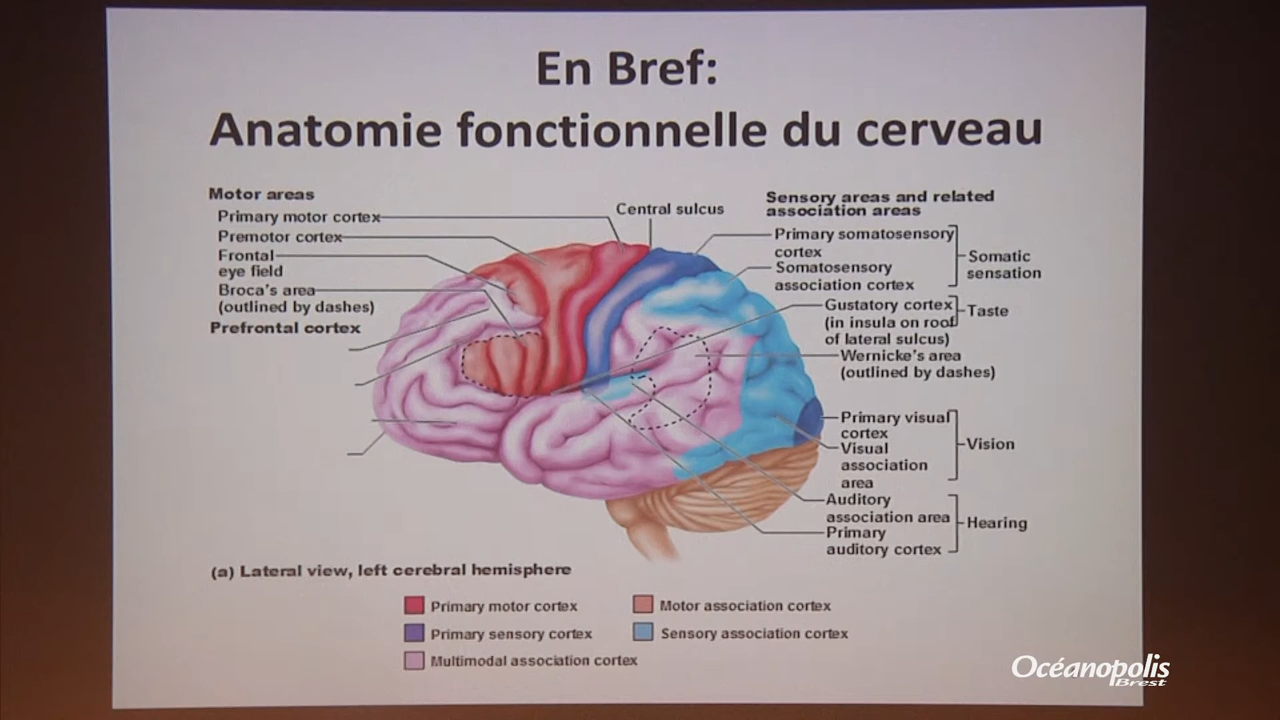 En Bref:
Anatomie fonctionnelle du cerveau
Motor areas
Primary motor cortex
Premotor cortex
Frontal
eye field
Broca's area
(outlined by dashes)
Prefrontal cortex
Central sulcus
Sensory areas and related
association areas
Primary somatosensory
cortex
Somatosensory
association cortex
Somatic
sensation
Gustatory cortex
(in insula on roof
of lateral sulcus)
Taste
Wernicke's area
(outlined by dashes)
Primary visual
cortex
Visual
association
area
Vision
Auditory
association area
Primary
auditory cortex
Hearing
(a) Lateral view, left cerebral hemisphere
Primary motor cortex
Motor association cortex
Primary sensory cortex
Sensory association cortex
Multimodal association cortex
Océanopolis
Brest